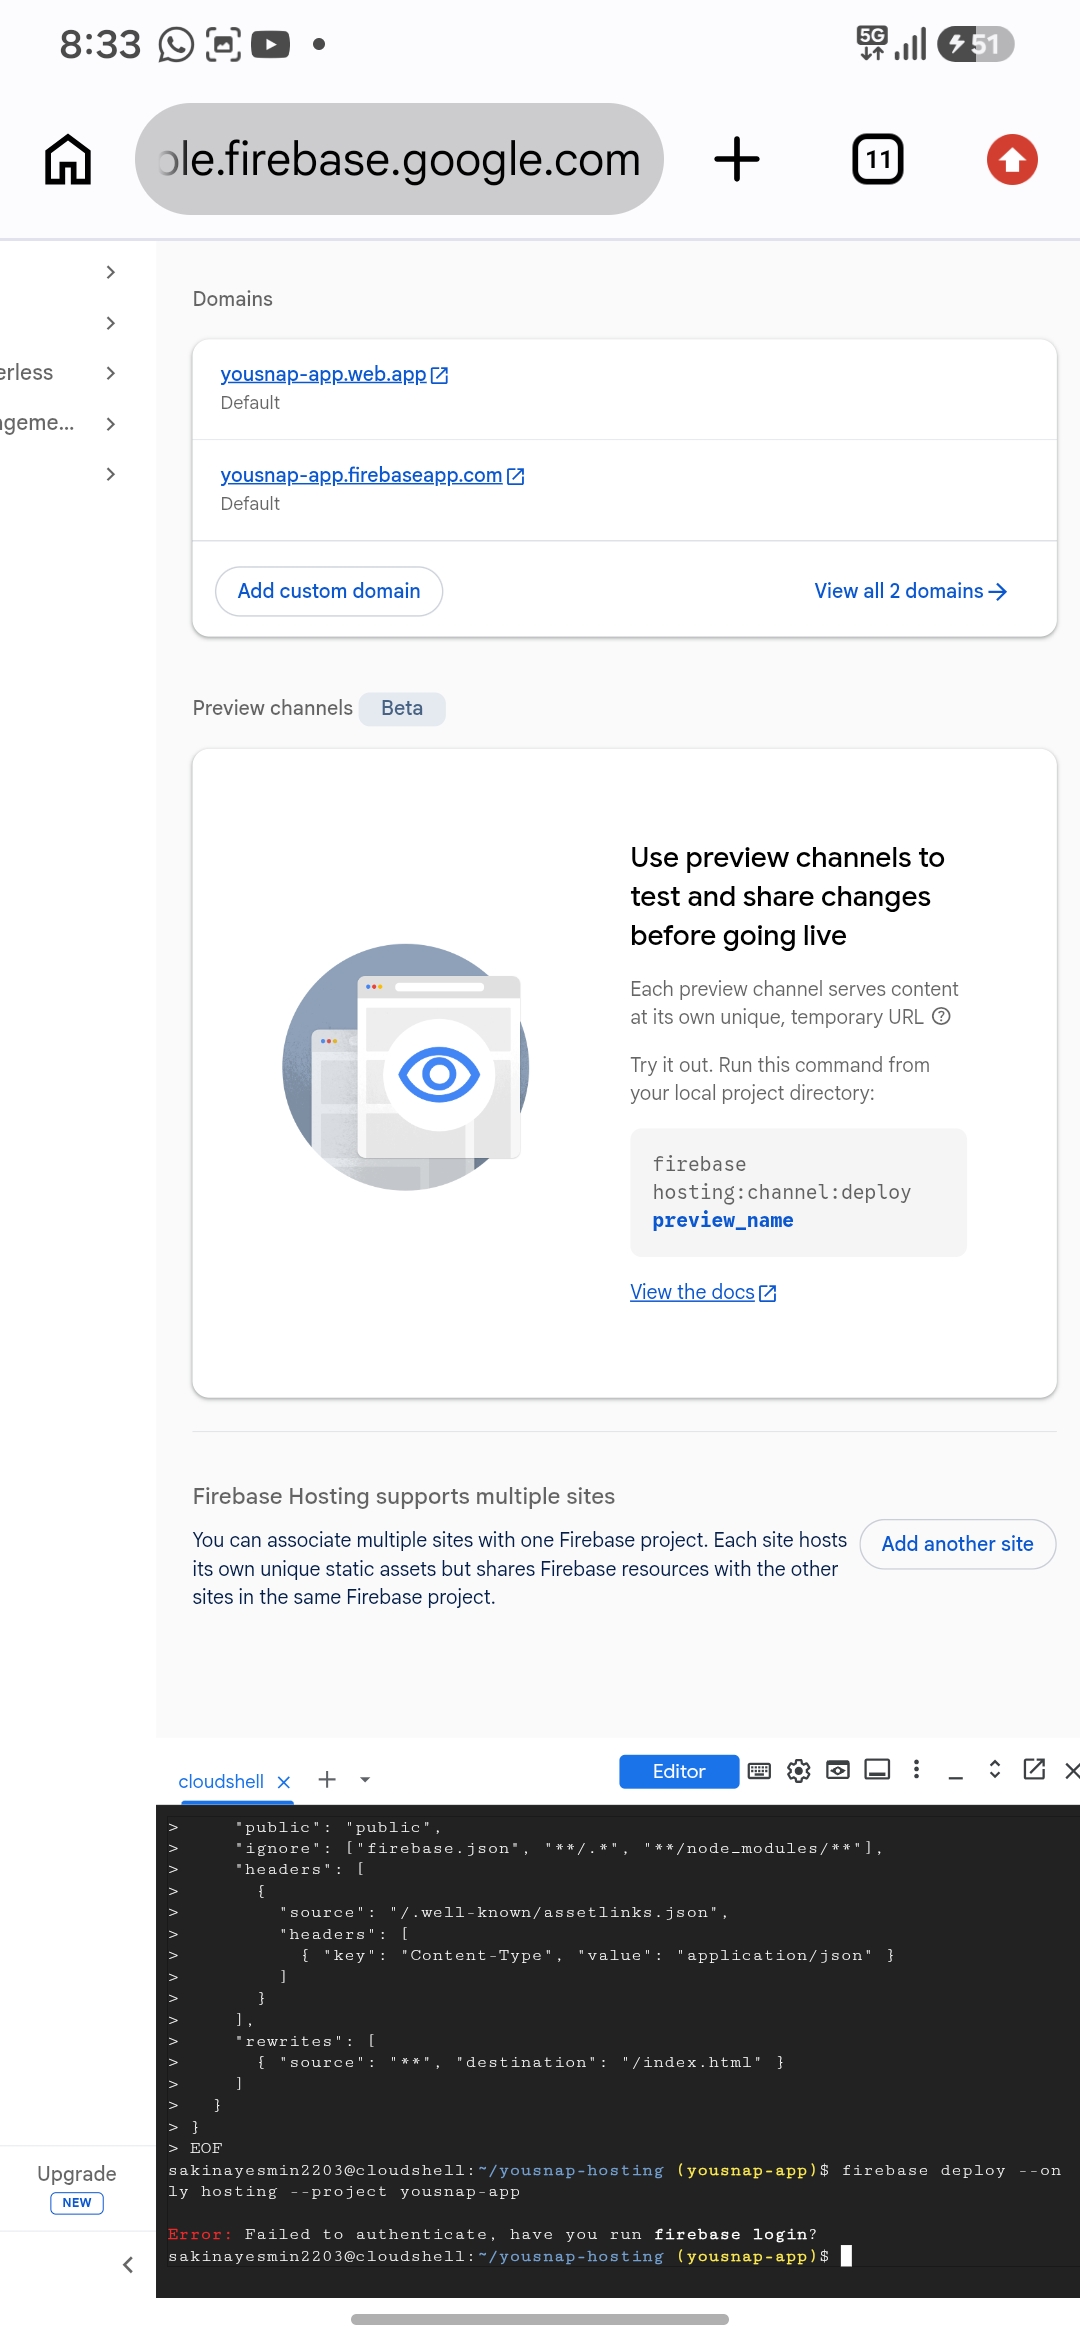 8:33
5G
51
ole.firebase.google.com
11
Domains
yousnap-app.web.app
Default
erless
ageme...
yousnap-app.firebaseapp.com
Default
Add custom domain
View all 2 domains
Preview channels Beta
Use preview channels to
test and share changes
before going live
Each preview channel serves content
at its own unique, temporary URL
Try it out. Run this command from
your local project directory:
firebase
hosting:channel:deploy
preview_name
View the docs
Firebase Hosting supports multiple sites
You can associate multiple sites with one Firebase project. Each site hosts
its own unique static assets but shares Firebase resources with the other
sites in the same Firebase project.
Add another site
cloudshell
Editor
>     "public": "public",
>     "ignore": ["firebase.json", "**/.*", "**/node_modules/**"],
>     "headers": [
>       {
>         "source": "/.well-known/assetlinks.json",
>         "headers": [
>           { "key": "Content-Type", "value": "application/json" }
>         ]
>       }
>     ],
>     "rewrites": [
>       { "source": "**", "destination": "/index.html" }
>     ]
>   }
> }
> EOF
sakinayesmin2203@cloudshell:~/yousnap-hosting (yousnap-app)$ firebase deploy --on
ly hosting --project yousnap-app
Error: Failed to authenticate, have you run firebase login?
sakinayesmin2203@cloudshell:~/yousnap-hosting (yousnap-app)$
Upgrade
NEW